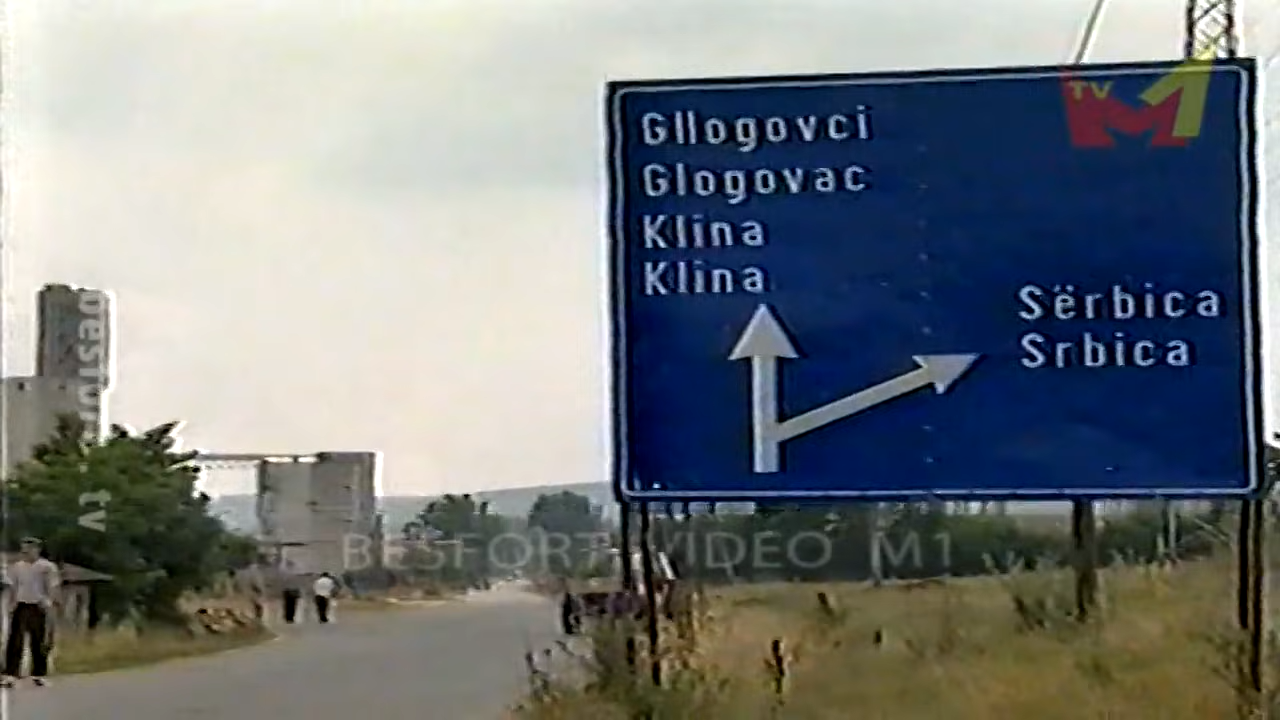 TV M1
Gllogovci
Glogovac
Klina
Klina
Sërbica
Srbica
besfort tv
BESFORT VIDEO M1